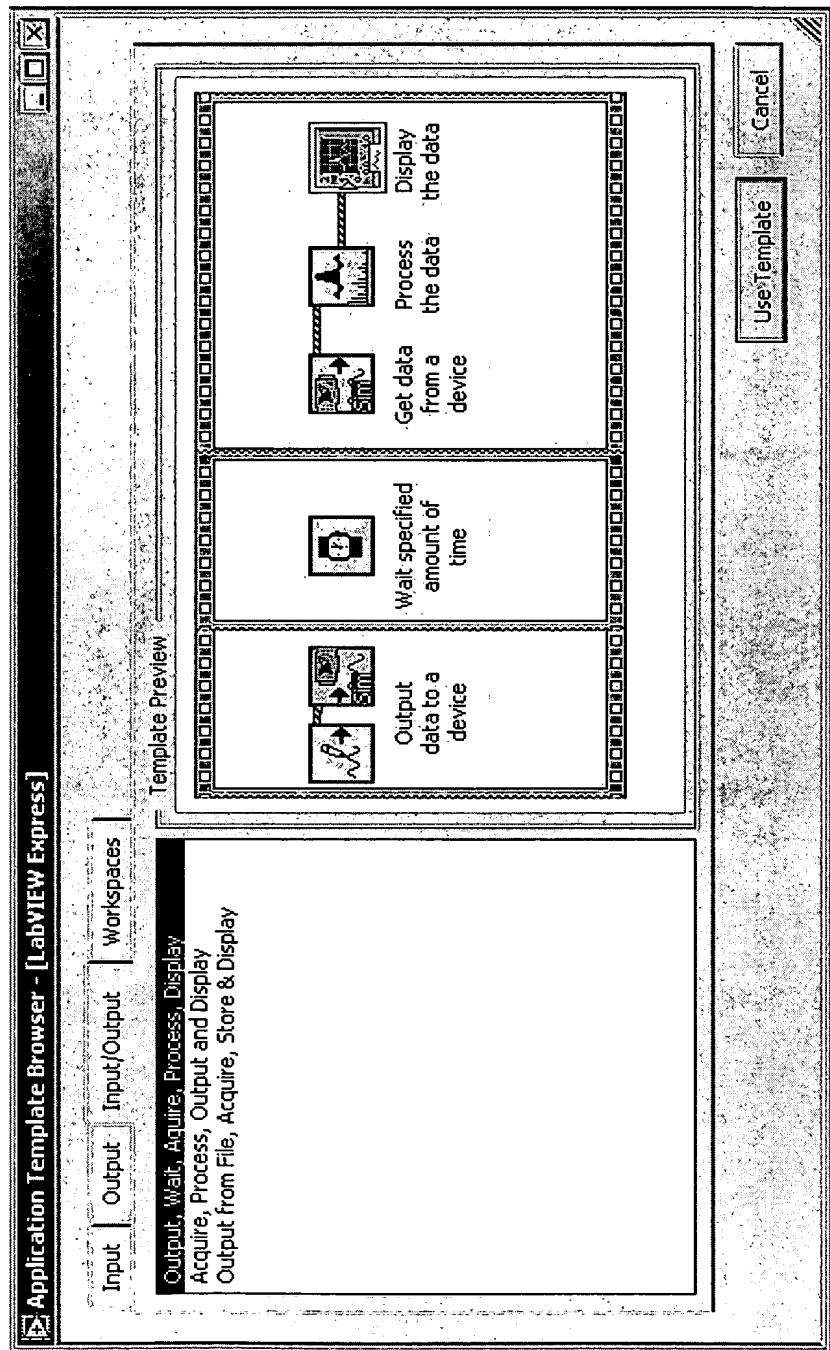 Application Template Browser - [LabVIEW Express]
Input
Output
Input/Output
Workspaces
Output, Wait, Aquire, Process, Display
Acquire, Process, Output and Display
Output from File, Acquire, Store & Display
Template Preview
Output
data to a
device
Wait specified
amount of
time
Get data
from a
device
Process
the data
Display
the data
Use Template
Cancel